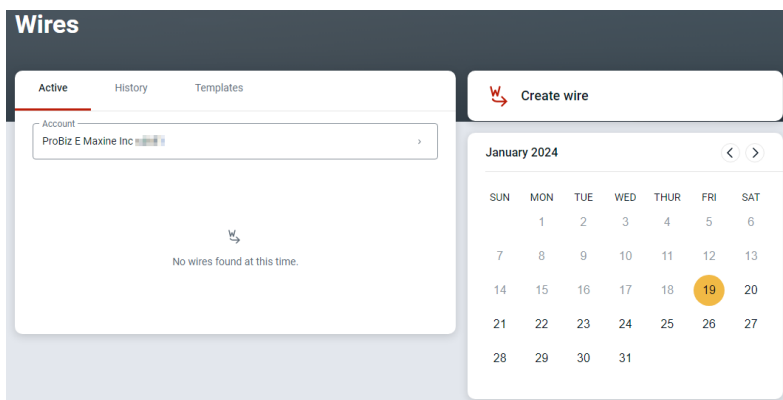 Wires
Active History Templates
Account
ProBiz E Maxine Inc
No wires found at this time.
Create wire
January 2024
SUN MON TUE WED THUR FRI SAT
1 2 3 4 5 6
7 8 9 10 11 12 13
14 15 16 17 18 19 20
21 22 23 24 25 26 27
28 29 30 31